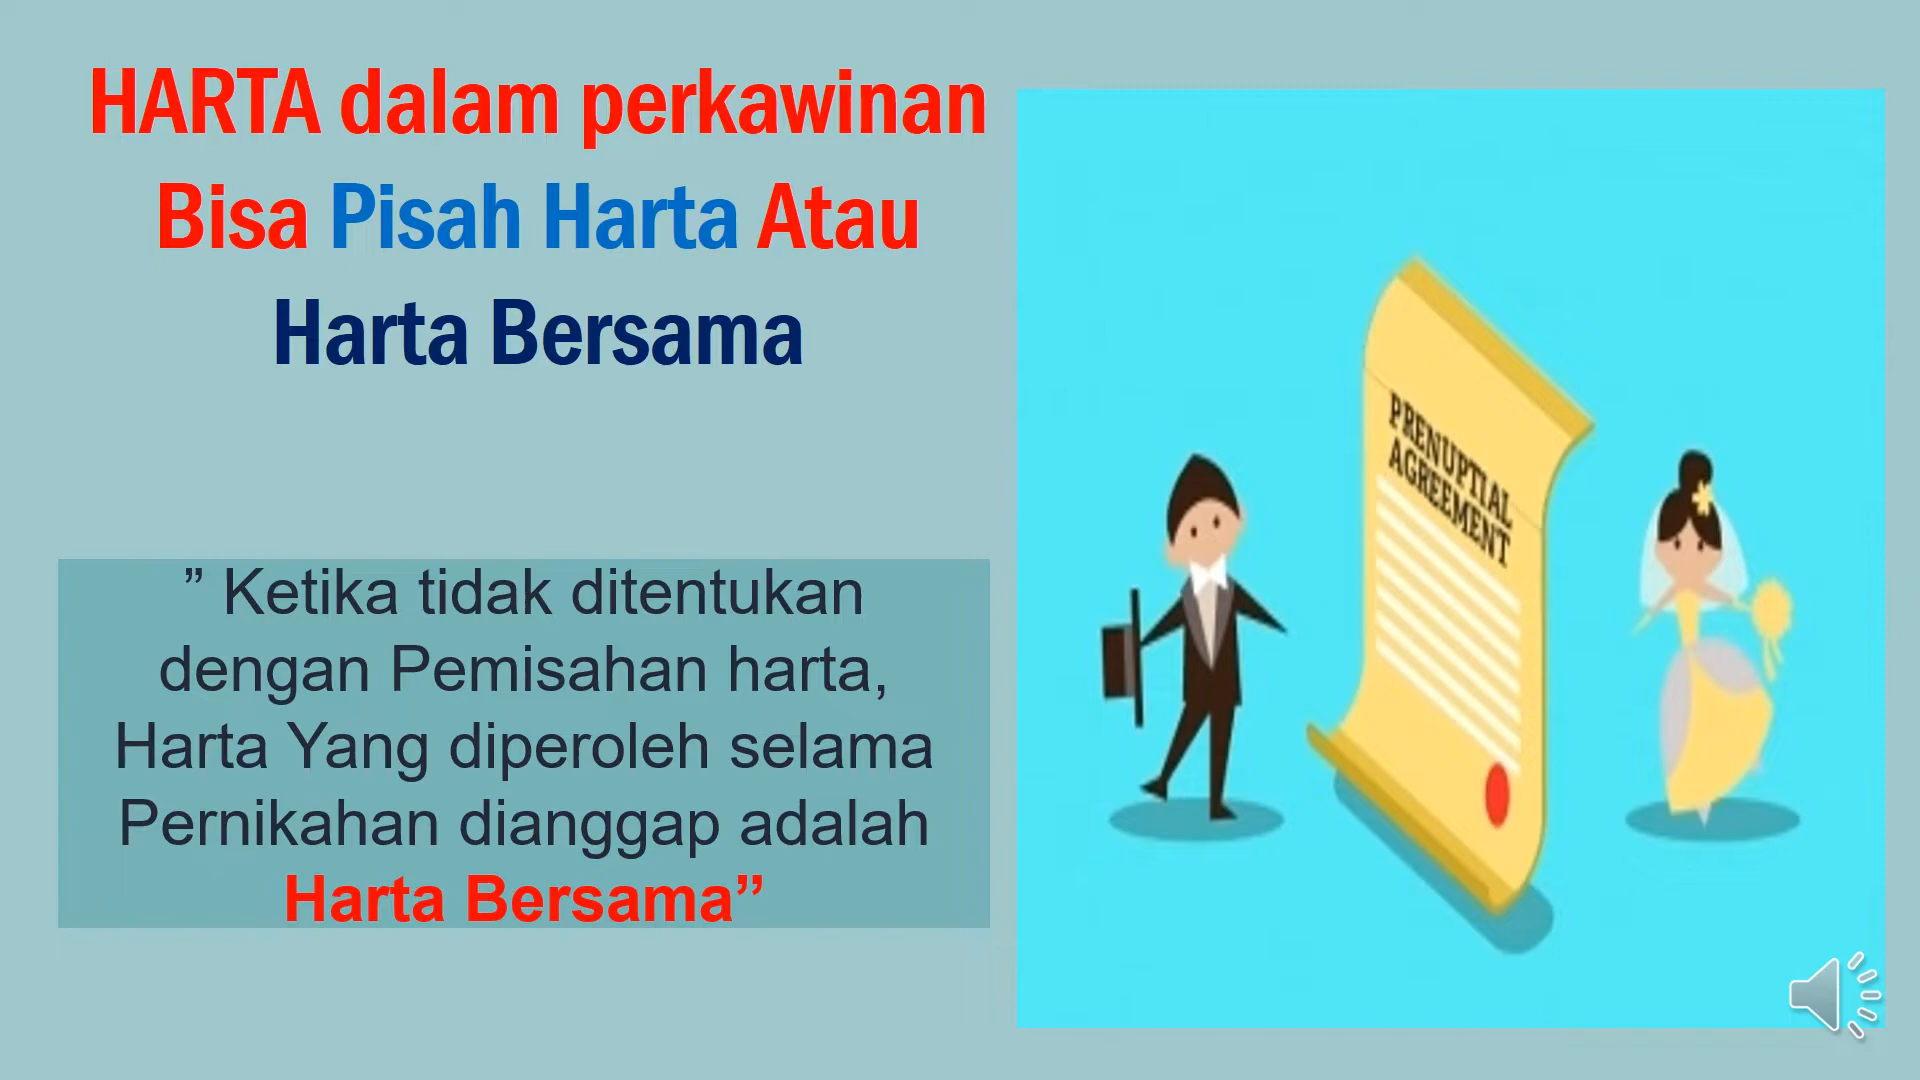 HARTA dalam perkawinan
Bisa Pisah Harta Atau
Harta Bersama
” Ketika tidak ditentukan
dengan Pemisahan harta,
Harta Yang diperoleh selama
Pernikahan dianggap adalah
Harta Bersama”
PRENUPTIAL
AGREEMENT